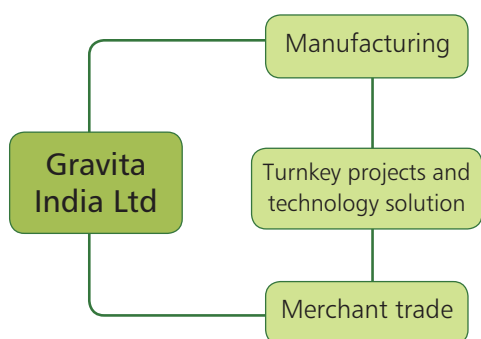 Manufacturing
Gravita
India Ltd
Turnkey projects and
technology solution
Merchant trade